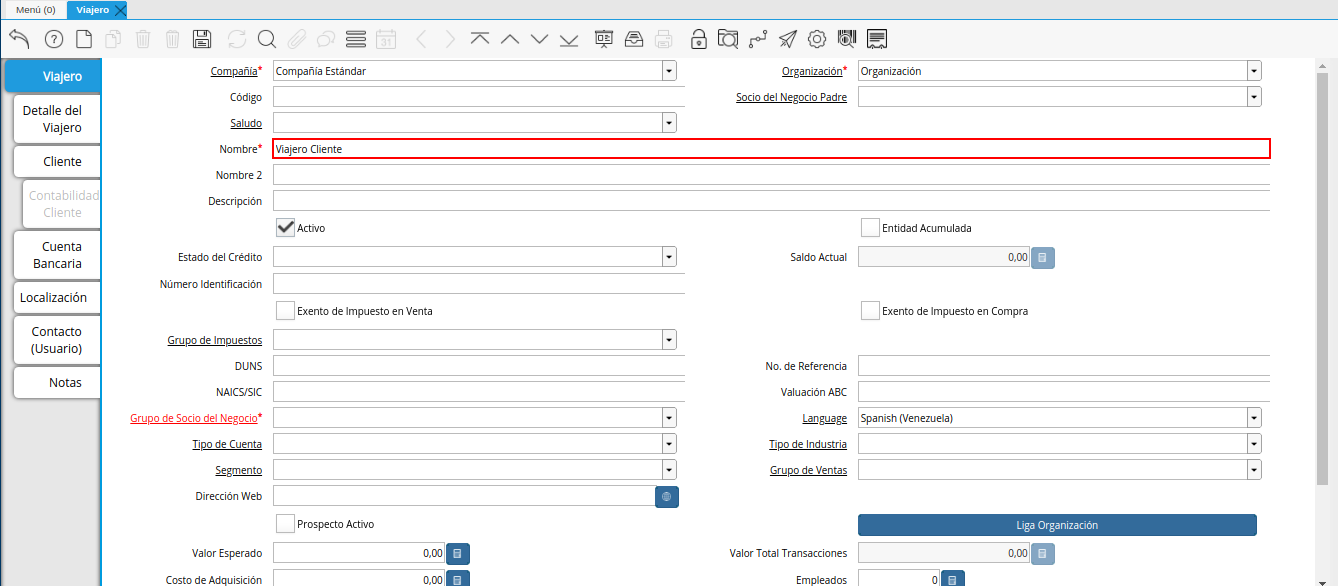 Menú (0)
Viajero
31
Viajero
Detalle del
Viajero
Cliente
Contabilidad
Cliente
Cuenta
Bancaria
Localización
Contacto
(Usuario)
Notas
Compañía* Compañía Estándar Organización* Organización
Código Socio del Negocio Padre
Saludo
Nombre* Viajero Cliente
Nombre 2
Descripción
Activo Entidad Acumulada
Estado del Crédito Saldo Actual 0,00
Número Identificación
Exento de Impuesto en Venta Exento de Impuesto en Compra
Grupo de Impuestos
DUNS No. de Referencia
NAICS/SIC Valuación ABC
Grupo de Socio del Negocio* Language Spanish (Venezuela)
Tipo de Cuenta Tipo de Industria
Segmento Grupo de Ventas
Dirección Web
Prospecto Activo Liga Organización
Valor Esperado 0,00 Valor Total Transacciones 0,00
Costo de Adquisición 0,00 Empleados 0